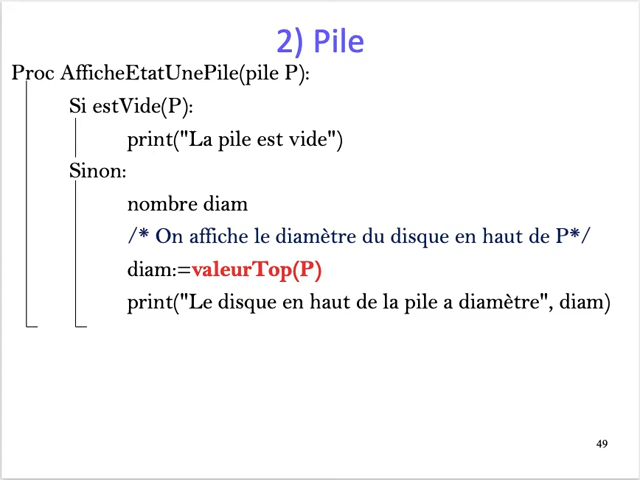 2) Pile
Proc AfficheEtatUnePile(pile P):
Si estVide(P):
print("La pile est vide")
Sinon:
nombre diam
/* On affiche le diamètre du disque en haut de P*/
diam:=valeurTop(P)
print("Le disque en haut de la pile a diamètre", diam)
49